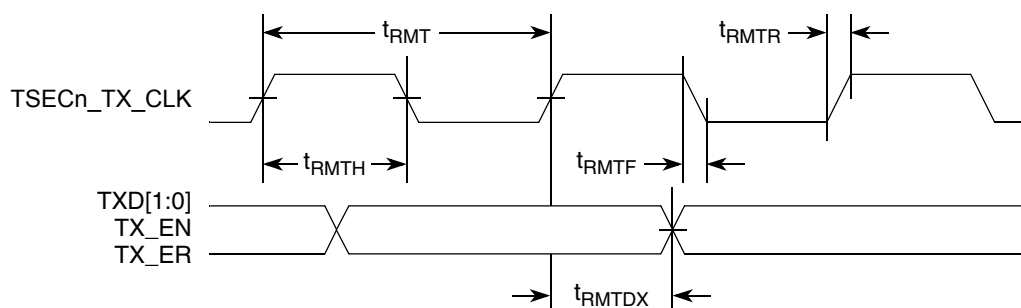 tRMT
tRMTR
TSECn_TX_CLK
tRMTH
tRMTF
TXD[1:0]
TX_EN
TX_ER
tRMTDX